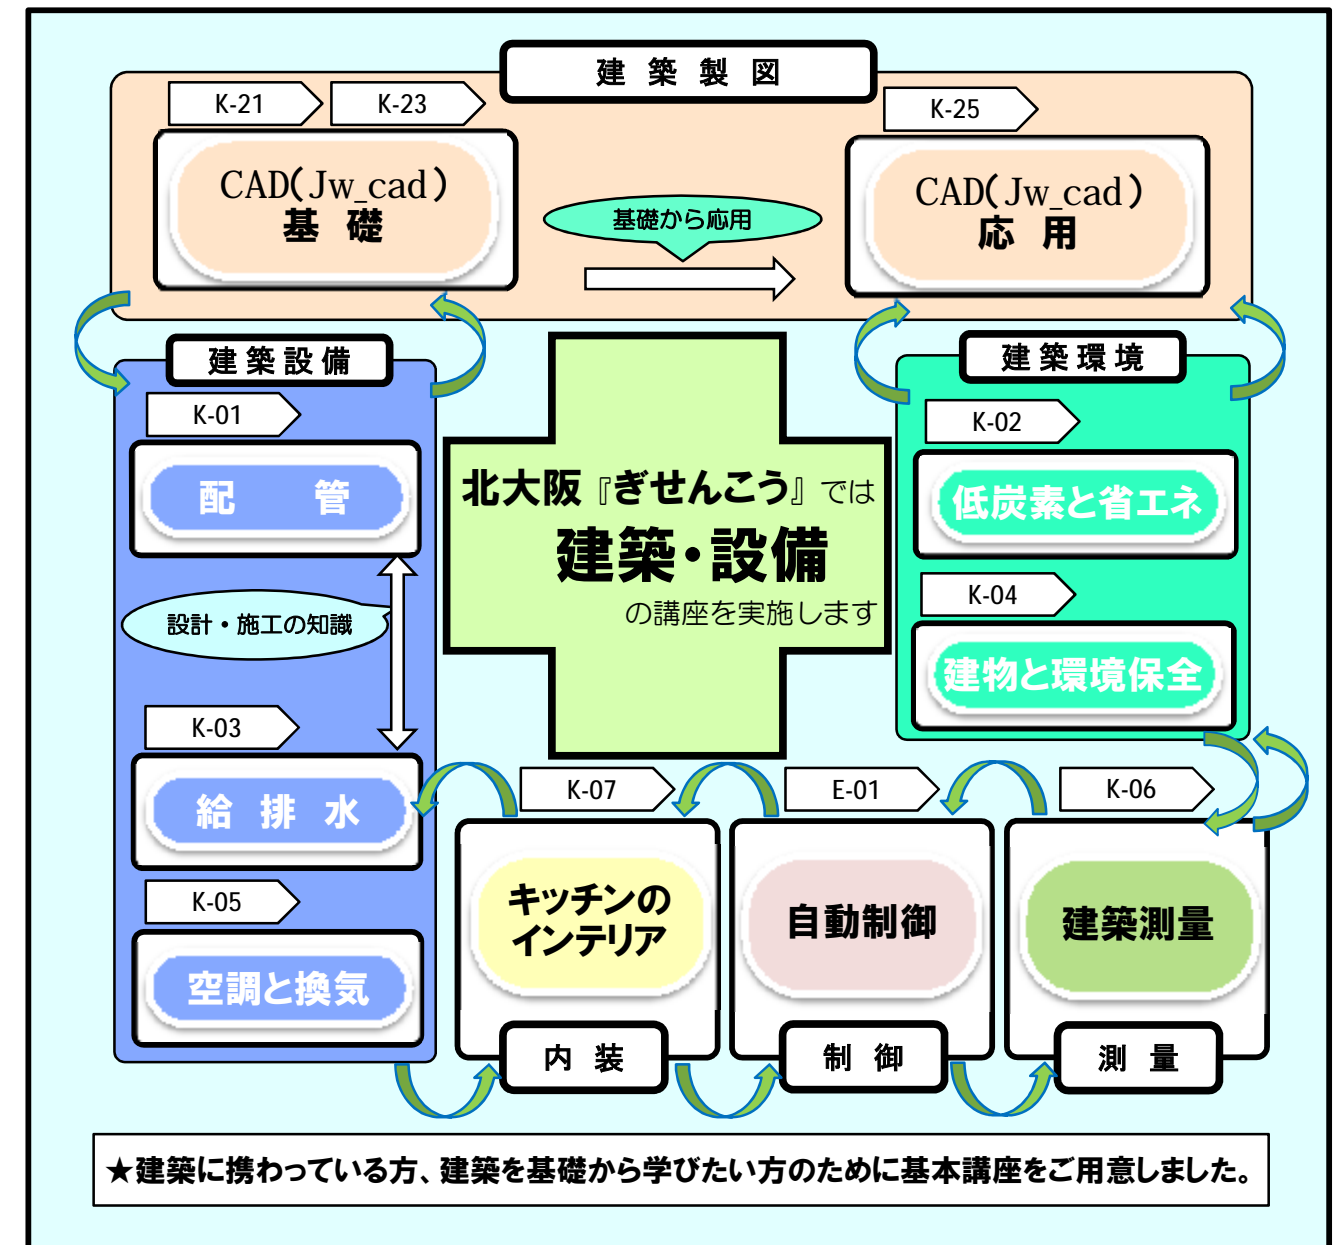 建築製図
K-21
K-23
K-25
CAD(Jw_cad)
基礎
基礎から応用
CAD(Jw_cad)
応用
建築設備
K-01
配管
設計・施工の知識
K-03
給排水
K-05
空調と換気
北大阪『ぎせんこう』では
建築・設備
の講座を実施します
建築環境
K-02
低炭素と省エネ
K-04
建物と環境保全
K-07
キッチンの
インテリア
内装
E-01
自動制御
制御
K-06
建築測量
測量
★建築に携わっている方、建築を基礎から学びたい方のために基本講座をご用意しました。